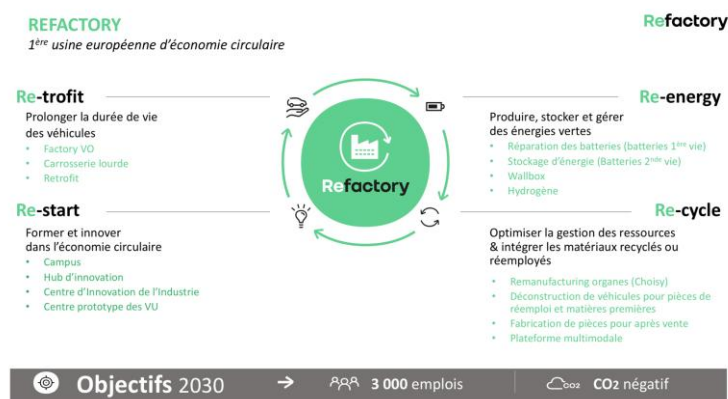 REFACTORY
1ère usine européenne d'économie circulaire
Refactory
Re-trofit
Prolonger la durée de vie
des véhicules
• Factory VO
• Carrosserie lourde
• Retrofit
Re-energy
Produire, stocker et gérer
des énergies vertes
• Réparation des batteries (batteries 1ère vie)
• Stockage d'énergie (Batteries 2nde vie)
• Wallbox
• Hydrogène
Refactory
Re-start
Former et innover
dans l'économie circulaire
• Campus
• Hub d'innovation
• Centre d'Innovation de l'Industrie
• Centre prototype des VU
Re-cycle
Optimiser la gestion des ressources
& intégrer les matériaux recyclés ou
réemployés
• Remanufacturing organes (Choisy)
• Déconstruction de véhicules pour pièces de
réemploi et matières premières
• Fabrication de pièces pour après vente
• Plateforme multimodale
Objectifs 2030 → 3 000 emplois CO2 CO2 négatif